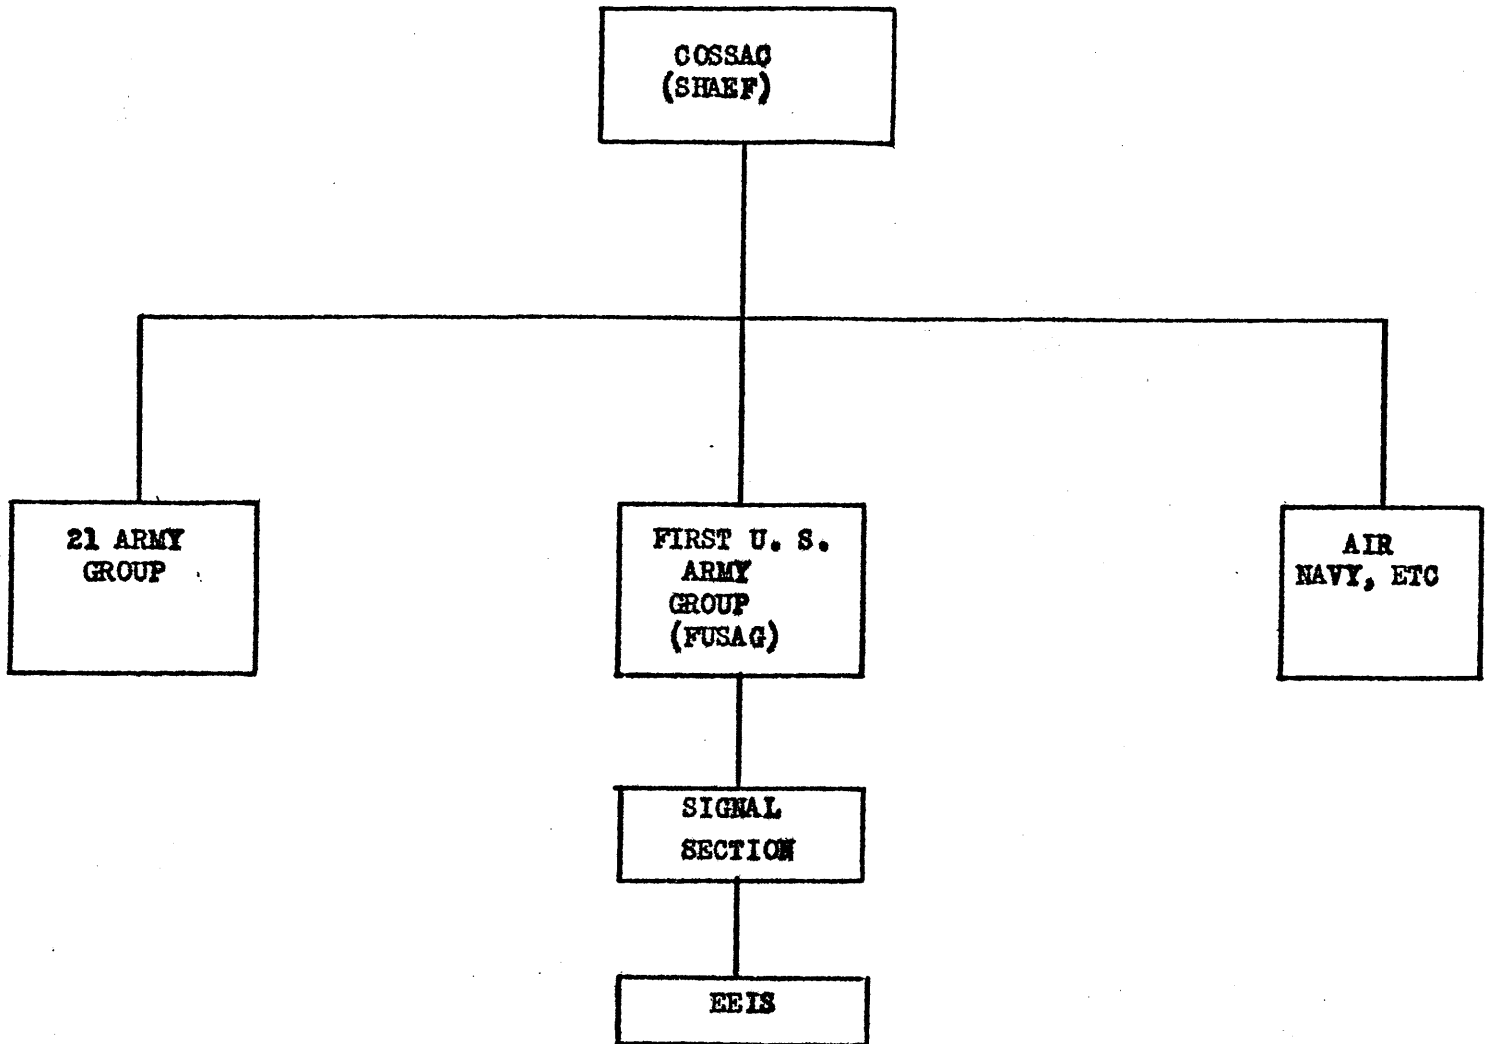 COSSAC
(SHAEF)
21 ARMY
GROUP
FIRST U. S.
ARMY
GROUP
(FUSAG)
AIR
NAVY, ETC
SIGNAL
SECTION
EEIS